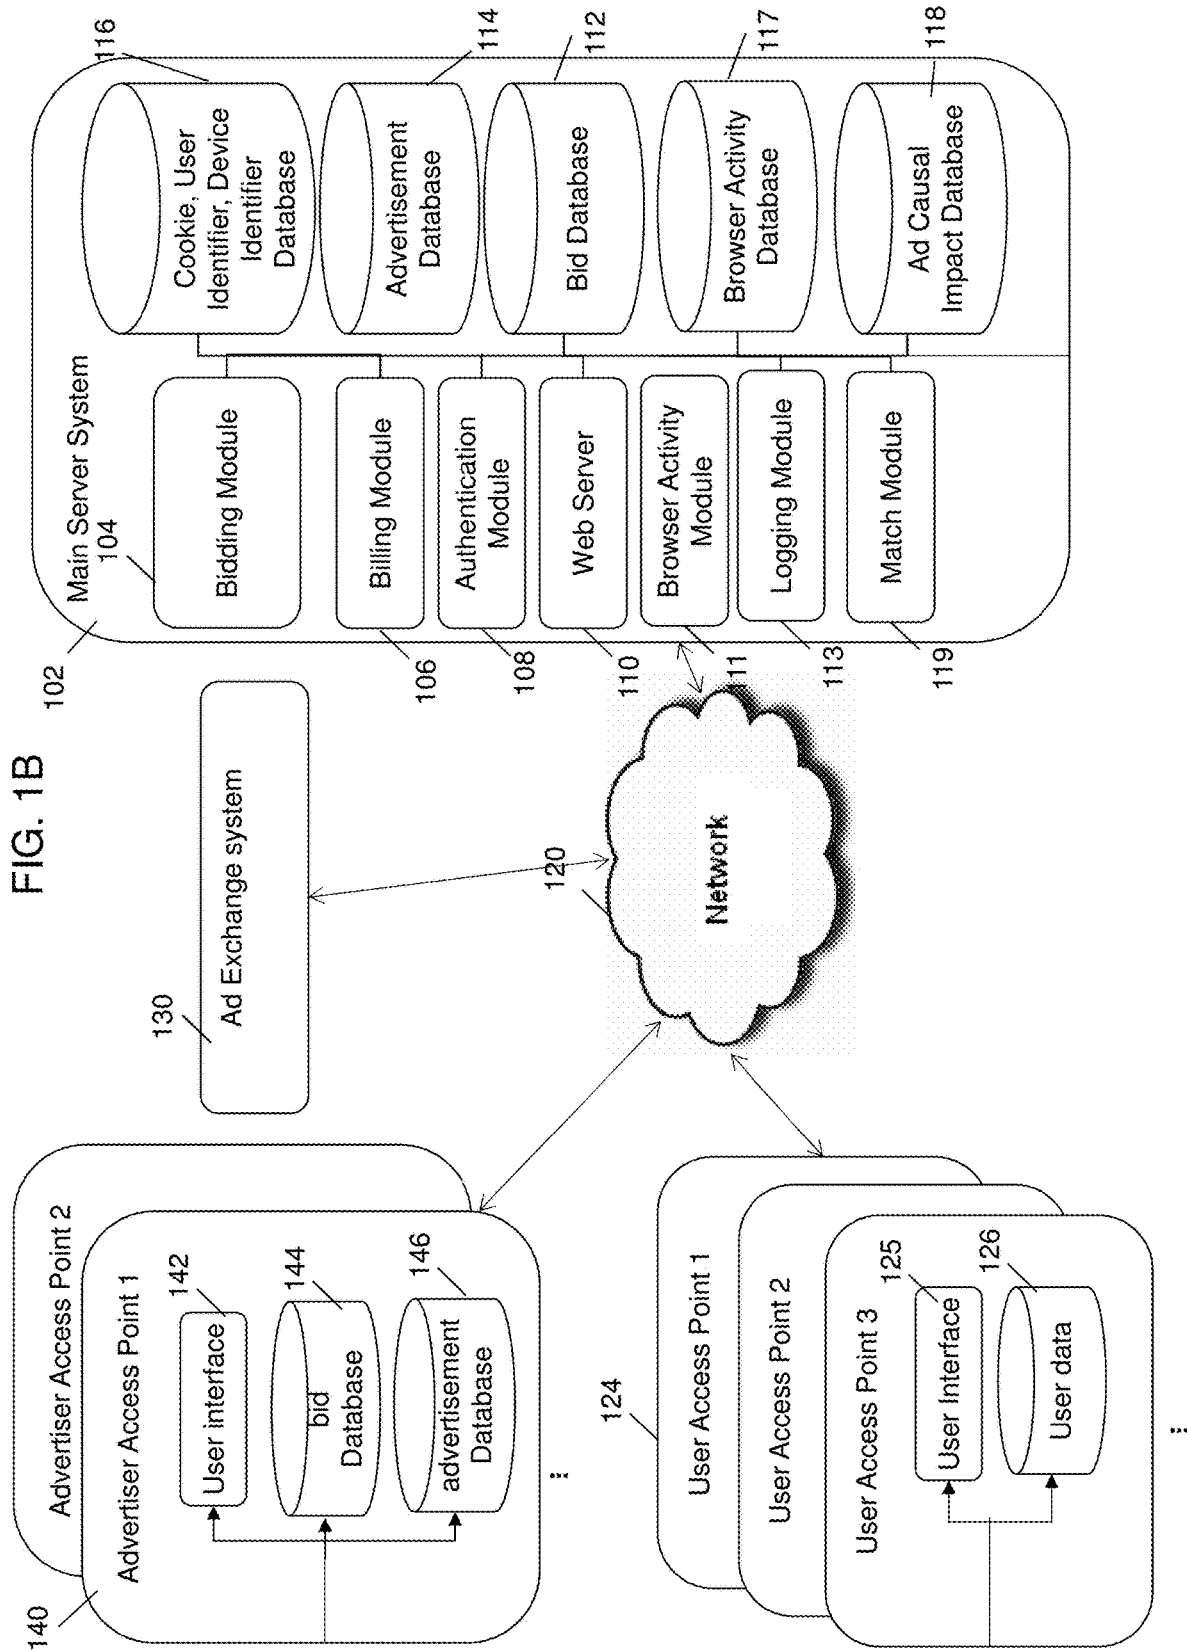 FIG. 1B
Advertiser Access Point 2
Advertiser Access Point 1
140
User interface
142
bid
Database
144
advertisement
Database
146
...
130
Ad Exchange system
102
Main Server System
104
Bidding Module
106
Billing Module
108
Authentication
Module
110
Web Server
111
Browser Activity
Module
113
Logging Module
119
Match Module
116
Cookie, User
Identifier, Device
Identifier
Database
114
Advertisement
Database
112
Bid Database
117
Browser Activity
Database
118
Ad Causal
Impact Database
120
Network
124
User Access Point 1
User Access Point 2
User Access Point 3
125
User Interface
126
User data
...